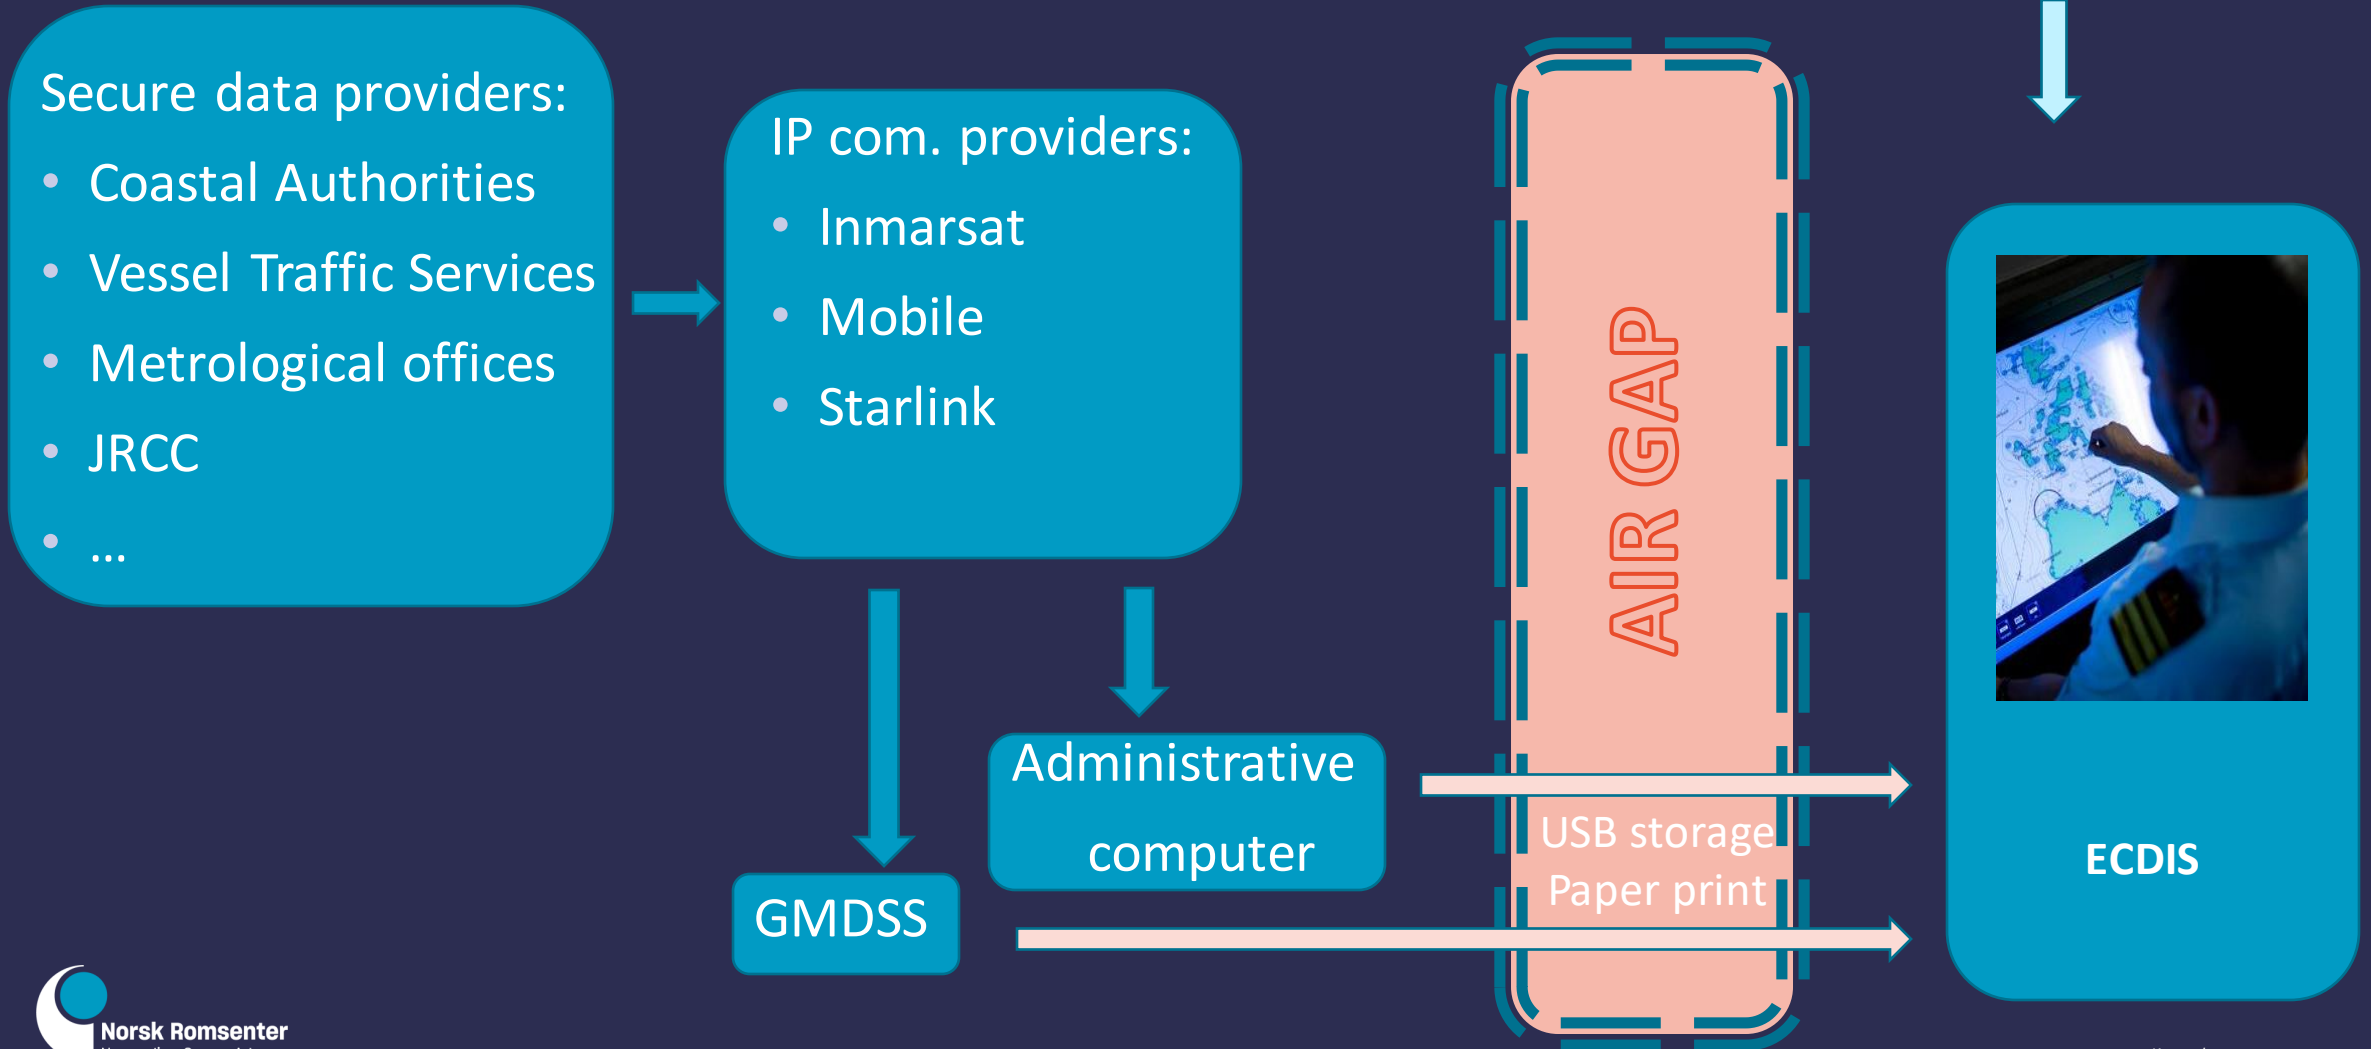 Secure data providers:
• Coastal Authorities
• Vessel Traffic Services
• Metrological offices
• JRCC
• ...
IP com. providers:
• Inmarsat
• Mobile
• Starlink
AIR GAP
Administrative
computer
GMDSS
USB storage
Paper print
ECDIS
Norsk Romsenter